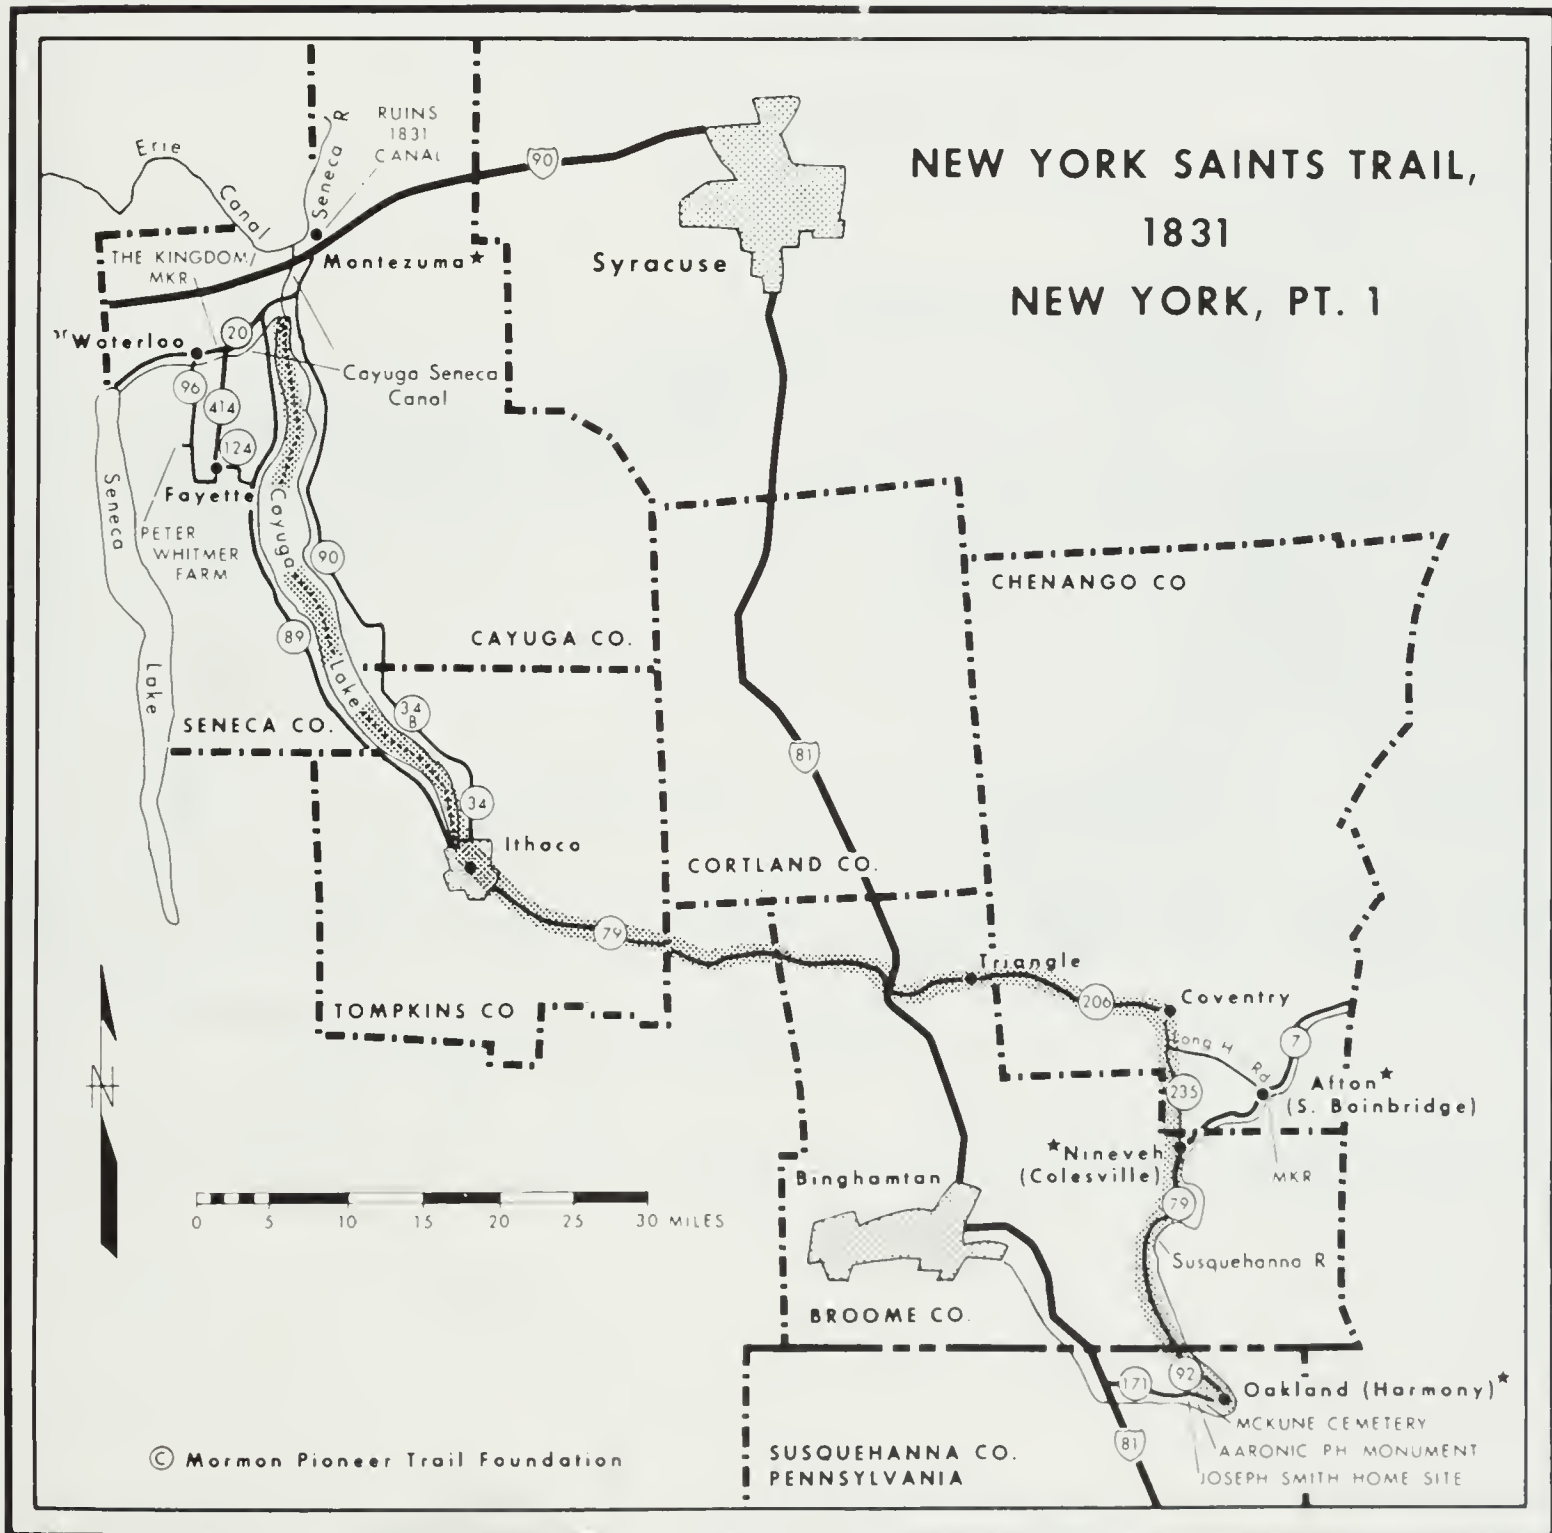 NEW YORK SAINTS TRAIL,
1831
NEW YORK, PT. 1
RUINS
1831
CANAL
Erie
Canal
Seneca R
90
THE KINGDOM/
MKR
Montezuma★
Syracuse
Waterloo
20
96
414
124
Cayuga Seneca
Canal
Fayette
PETER
WHITMER
FARM
Seneca
Lake
Cayuga
Lake
90
89
CAYUGA CO.
CHENANGO CO
SENECA CO.
34
B
34
81
Ithaca
CORTLAND CO.
79
TOMPKINS CO
Triangle
206
Coventry
Long H
Rd
7
235
Afton★
(S. Bainbridge)
★Nineveh
(Colesville)
MKR
79
Binghamtan
Susquehanna R
N
0 5 10 15 20 25 30 MILES
BROOME CO.
171
92
Oakland (Harmony)★
MCKUNE CEMETERY
AARONIC PH MONUMENT
JOSEPH SMITH HOME SITE
81
SUSQUEHANNA CO.
PENNSYLVANIA
© Mormon Pioneer Trail Foundation